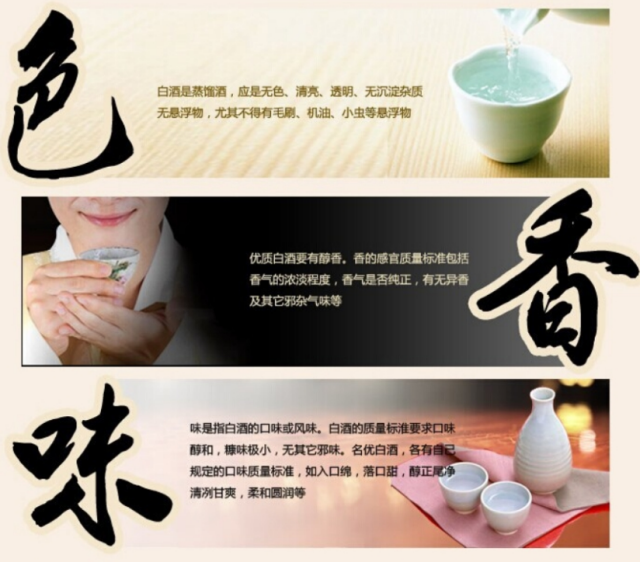 色
白酒是蒸馏酒，应是无色、清亮、透明、无沉淀杂质
无悬浮物，尤其不得有毛刷、机油、小虫等悬浮物
优质白酒要有醇香。香的感官质量标准包括
香气的浓淡程度，香气是否纯正，有无异香
及其它邪杂气味等
香
味
味是指白酒的口味或风味。白酒的质量标准要求口味
醇和，糠味极小，无其它邪味。名优白酒，各有自己
规定的口味质量标准，如入口绵，落口甜，醇正尾净
清冽甘爽，柔和圆润等